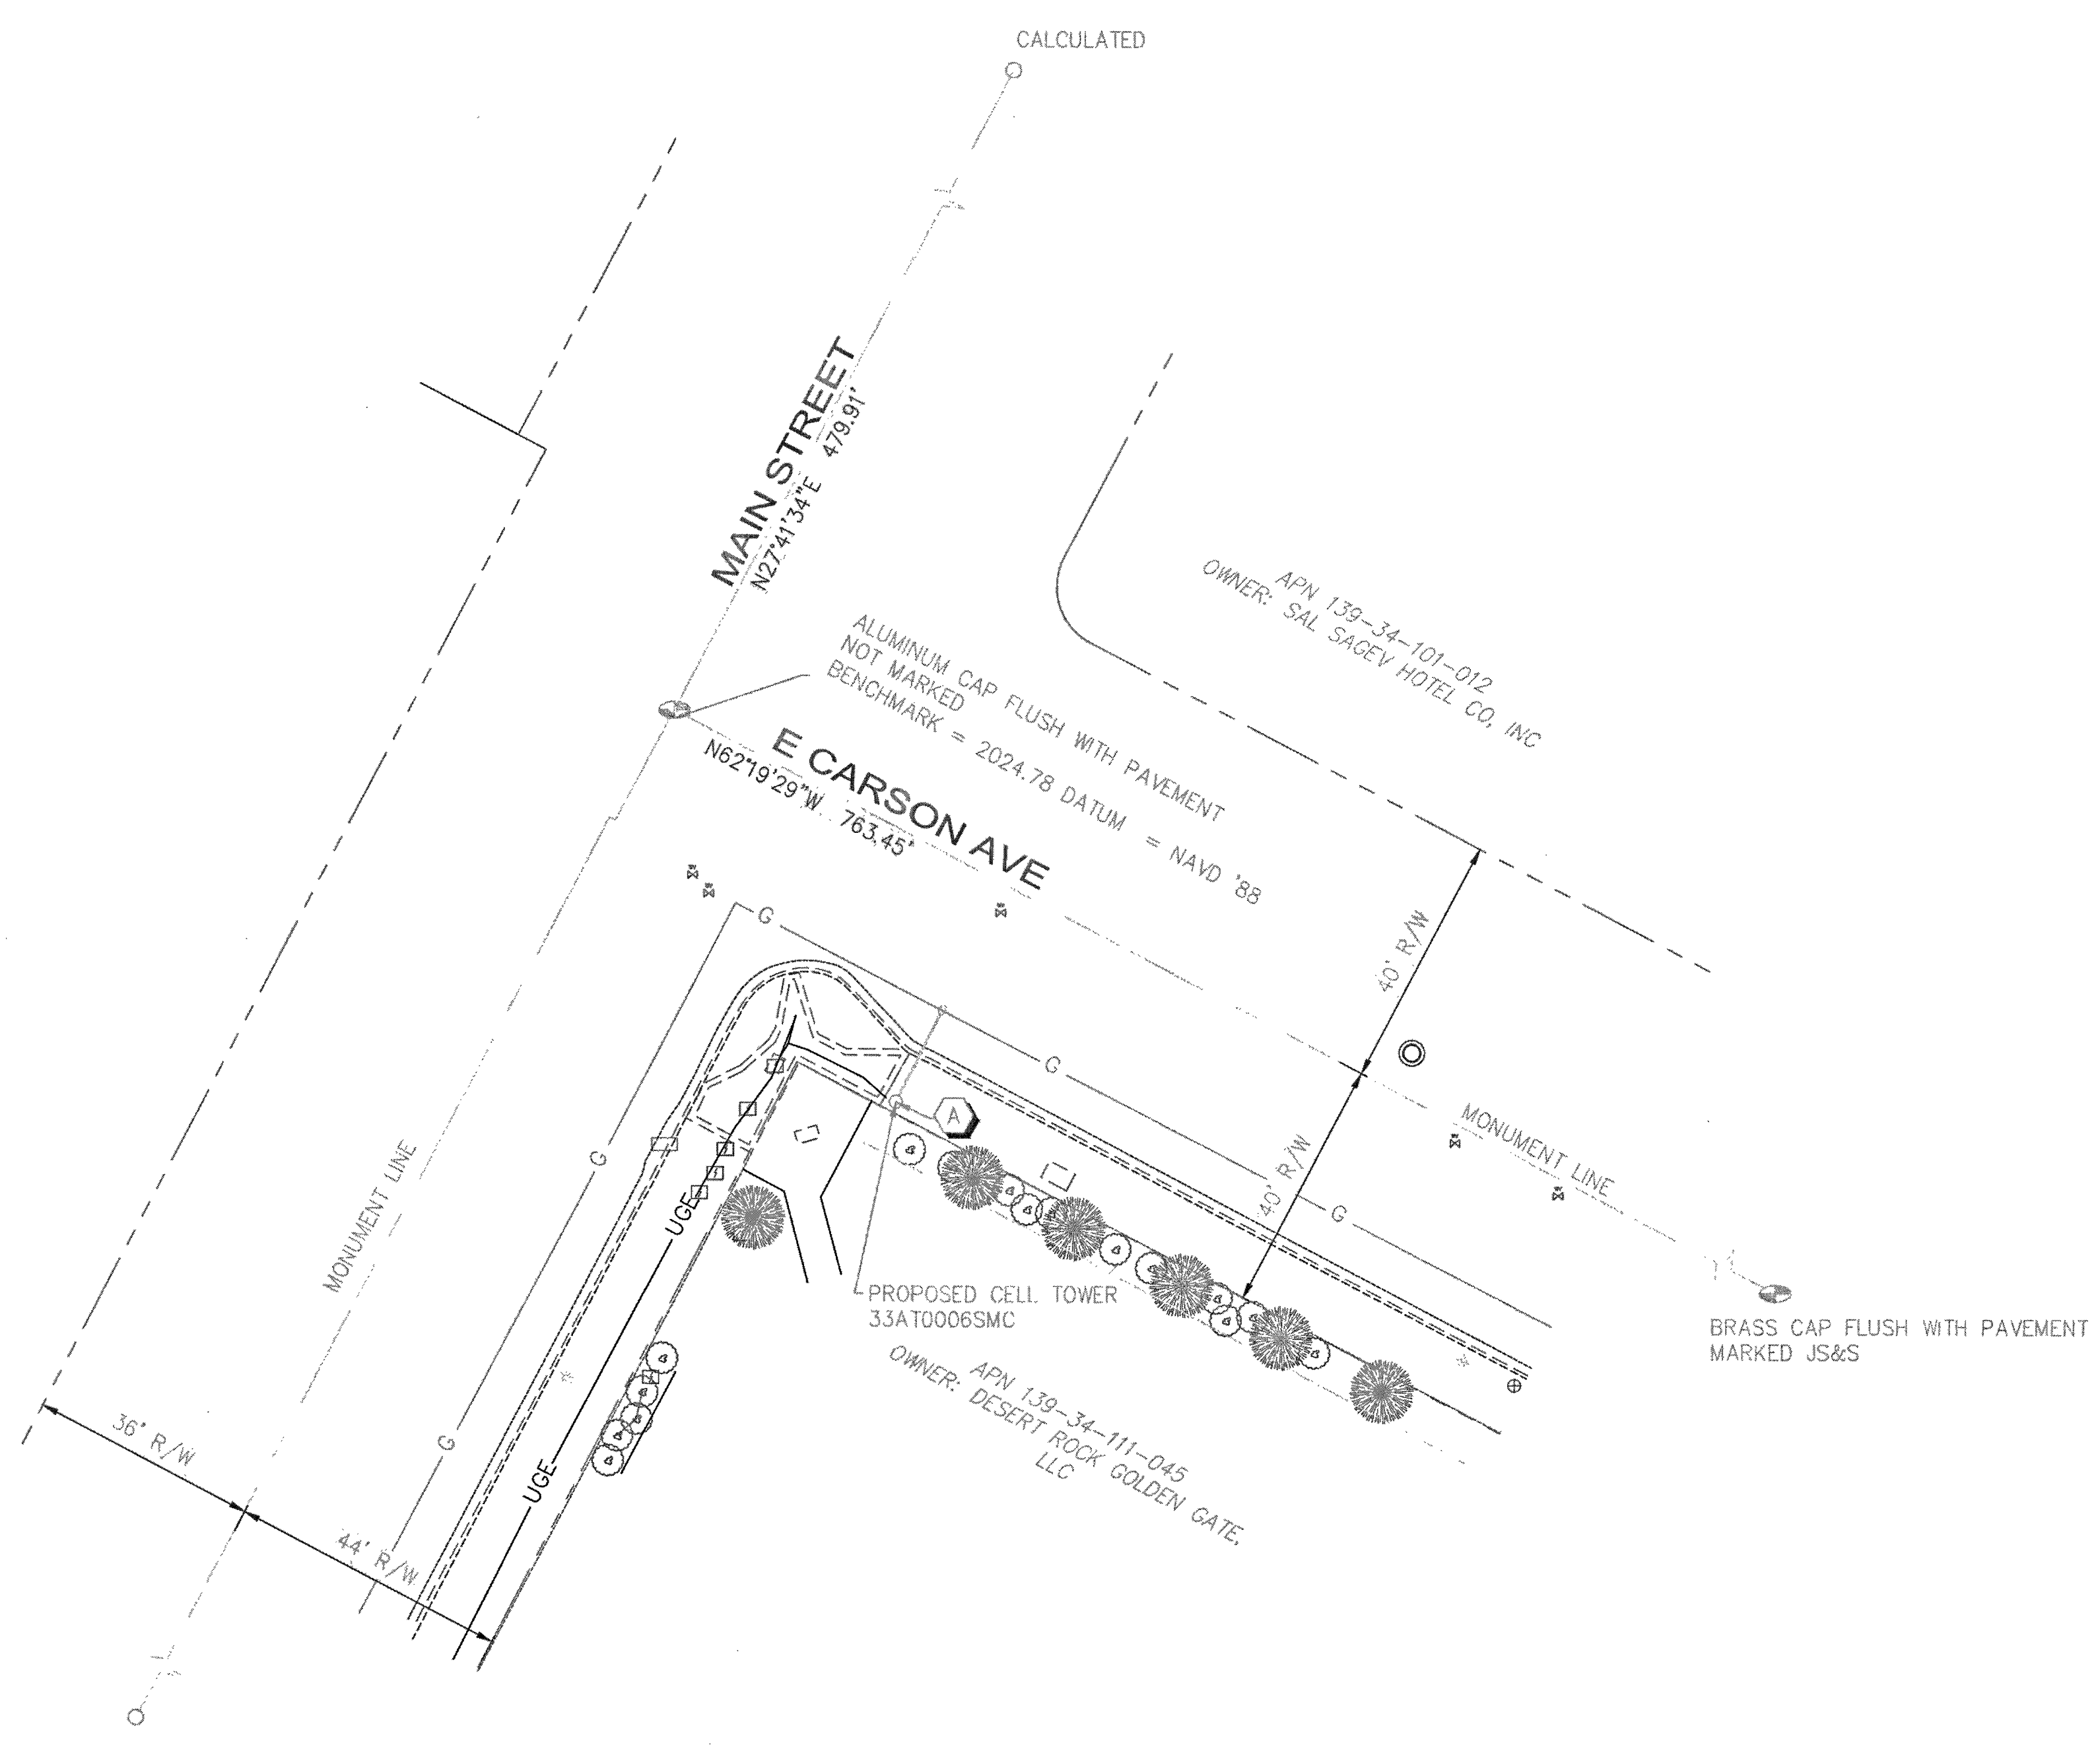 CALCULATED
MAIN STREET
N27°41'34"E 479.91'
APN 139-34-101-012
OWNER: SAL SAGEV HOTEL CO, INC
ALUMINUM CAP FLUSH WITH PAVEMENT
NOT MARKED
BENCHMARK = 2024.78 DATUM = NAVD '88
E CARSON AVE
N62°19'29"W 763.45'
40' R/W
G
G
A
MONUMENT LINE
MONUMENT LINE
G
40' R/W
G
UGE
PROPOSED CELL TOWER
33AT0006SMC
BRASS CAP FLUSH WITH PAVEMENT
MARKED JS&S
APN 139-34-111-045
OWNER: DESERT ROCK GOLDEN GATE,
LLC
36' R/W
G
UGE
44' R/W